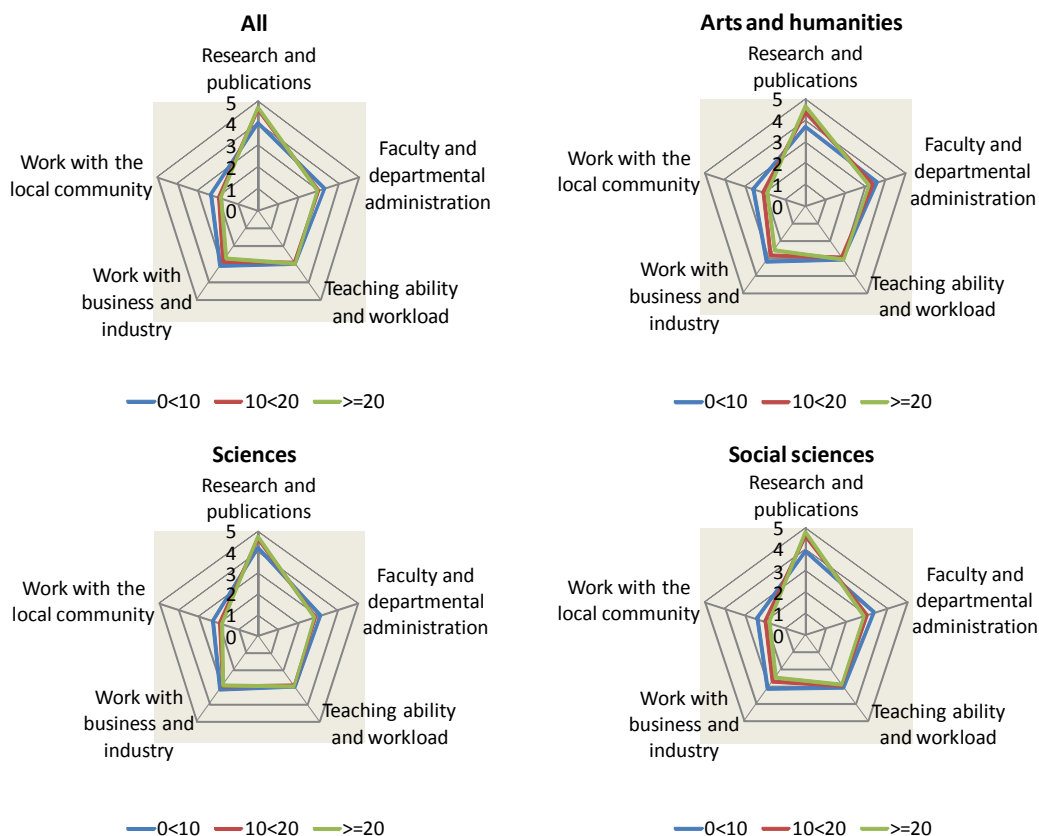 All
Research and
publications
5
4
3
2
1
0
Faculty and
departmental
administration
Teaching ability
and workload
Work with
business and
industry
Work with the
local community
0<10
10<20
>=20
Arts and humanities
Research and
publications
5
4
3
2
1
0
Faculty and
departmental
administration
Teaching ability
and workload
Work with
business and
industry
Work with the
local community
0<10
10<20
>=20
Sciences
Research and
publications
5
4
3
2
1
0
Faculty and
departmental
administration
Teaching ability
and workload
Work with
business and
industry
Work with the
local community
0<10
10<20
>=20
Social sciences
Research and
publications
5
4
3
2
1
0
Faculty and
departmental
administration
Teaching ability
and workload
Work with
business and
industry
Work with the
local community
0<10
10<20
>=20